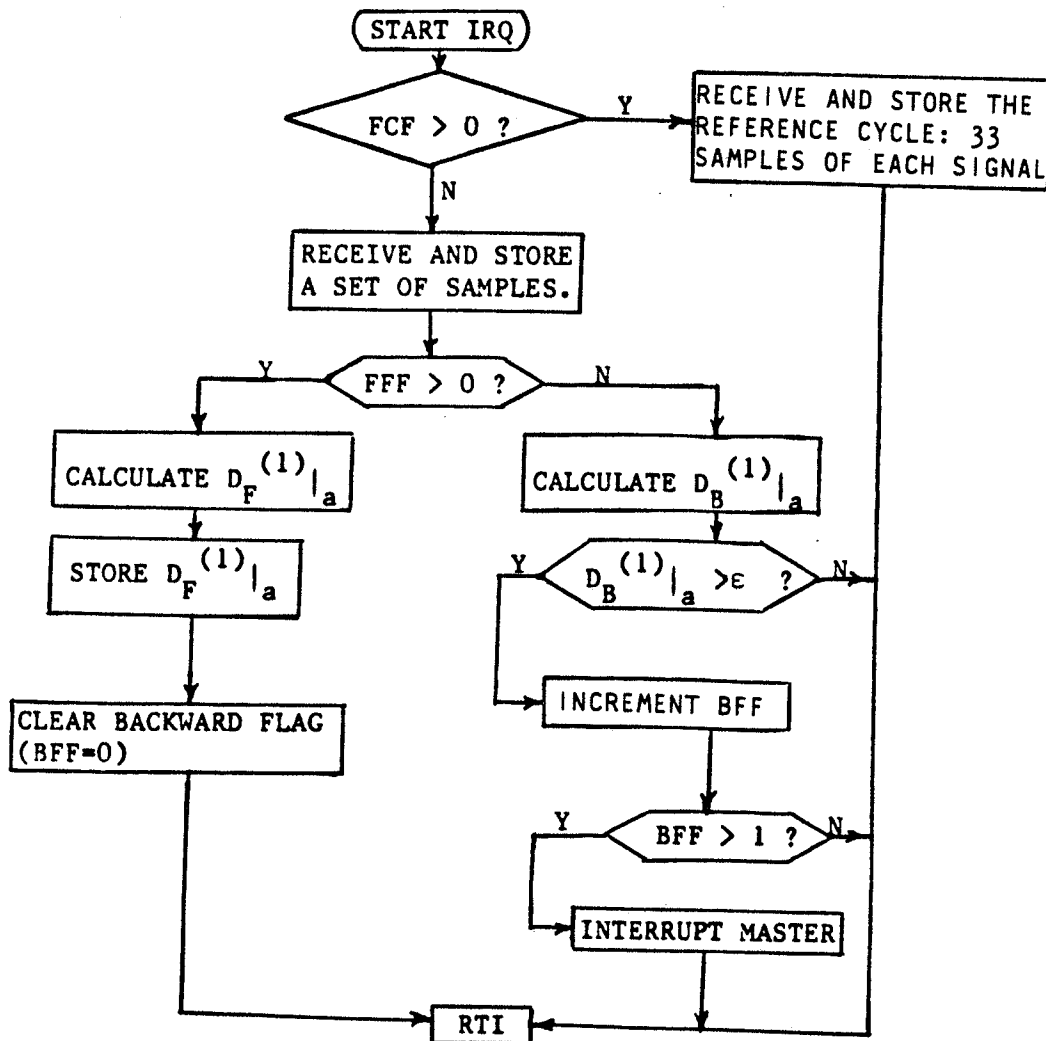 START IRQ
FCF > 0 ?
Y
RECEIVE AND STORE THE
REFERENCE CYCLE: 33
SAMPLES OF EACH SIGNAL
N
RECEIVE AND STORE
A SET OF SAMPLES.
Y
FFF > 0 ?
N
CALCULATE D_F^(1)|_a
CALCULATE D_B^(1)|_a
STORE D_F^(1)|_a
Y
D_B^(1)|_a >ε ?
N
INCREMENT BFF
CLEAR BACKWARD FLAG
(BFF=0)
Y
BFF > 1 ?
N
INTERRUPT MASTER
RTI